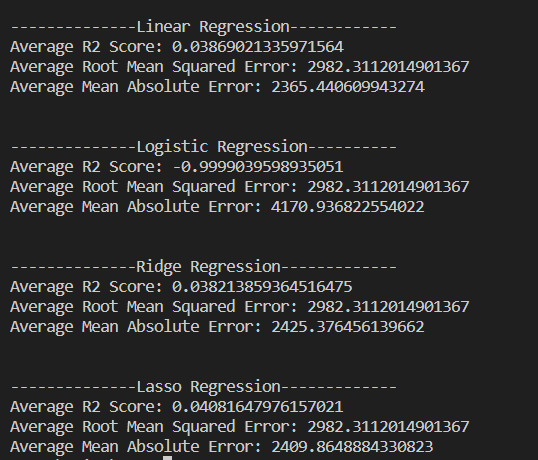 --------------Linear Regression------------
Average R2 Score: 0.03869021335971564
Average Root Mean Squared Error: 2982.3112014901367
Average Mean Absolute Error: 2365.440609943274
--------------Logistic Regression----------
Average R2 Score: -0.9999039598935051
Average Root Mean Squared Error: 2982.3112014901367
Average Mean Absolute Error: 4170.936822554022
--------------Ridge Regression-------------
Average R2 Score: 0.038213859364516475
Average Root Mean Squared Error: 2982.3112014901367
Average Mean Absolute Error: 2425.376456139662
--------------Lasso Regression-------------
Average R2 Score: 0.04081647976157021
Average Root Mean Squared Error: 2982.3112014901367
Average Mean Absolute Error: 2409.8648884330823